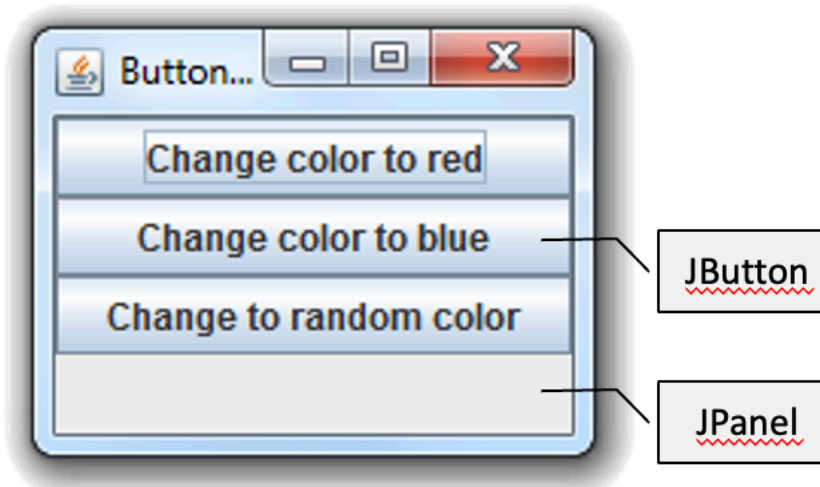 Button...
Change color to red
Change color to blue
JButton
Change to random color
JPanel